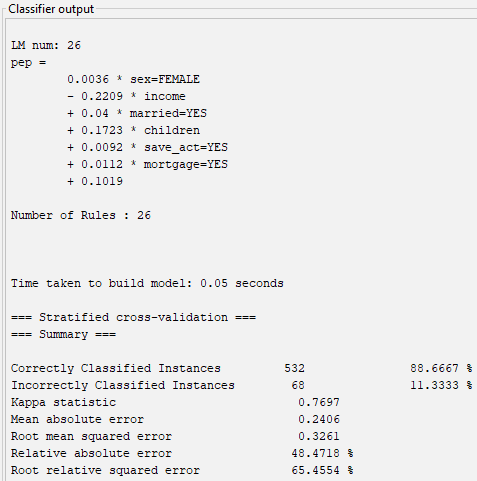 Classifier output
LM num: 26
pep =
0.0036 * sex=FEMALE
- 0.2209 * income
+ 0.04 * married=YES
+ 0.1723 * children
+ 0.0092 * save_act=YES
+ 0.0112 * mortgage=YES
+ 0.1019
Number of Rules : 26
Time taken to build model: 0.05 seconds
=== Stratified cross-validation ===
=== Summary ===
Correctly Classified Instances 532 88.6667 %
Incorrectly Classified Instances 68 11.3333 %
Kappa statistic 0.7697
Mean absolute error 0.2406
Root mean squared error 0.3261
Relative absolute error 48.4718 %
Root relative squared error 65.4554 %